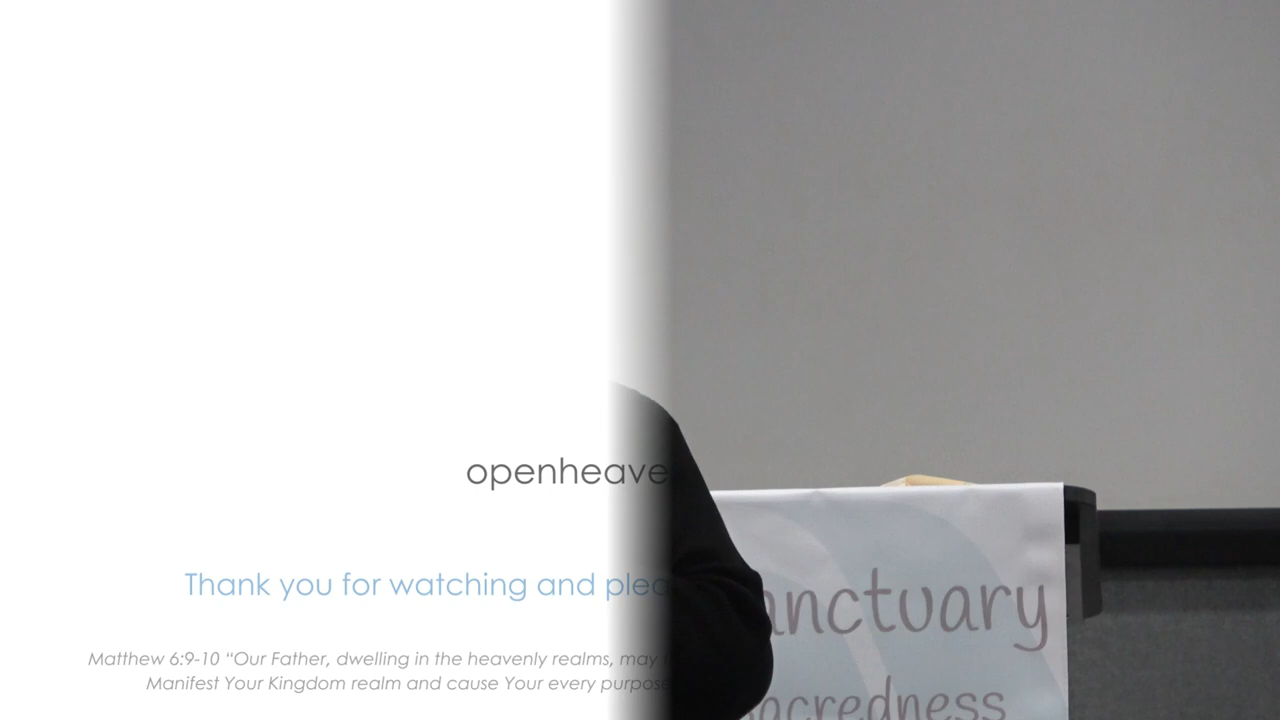 openheave
Thank you for watching and plea
Matthew 6:9-10 “Our Father, dwelling in the heavenly realms, may
Manifest Your Kingdom realm and cause Your every purpose
anctuary
acredness